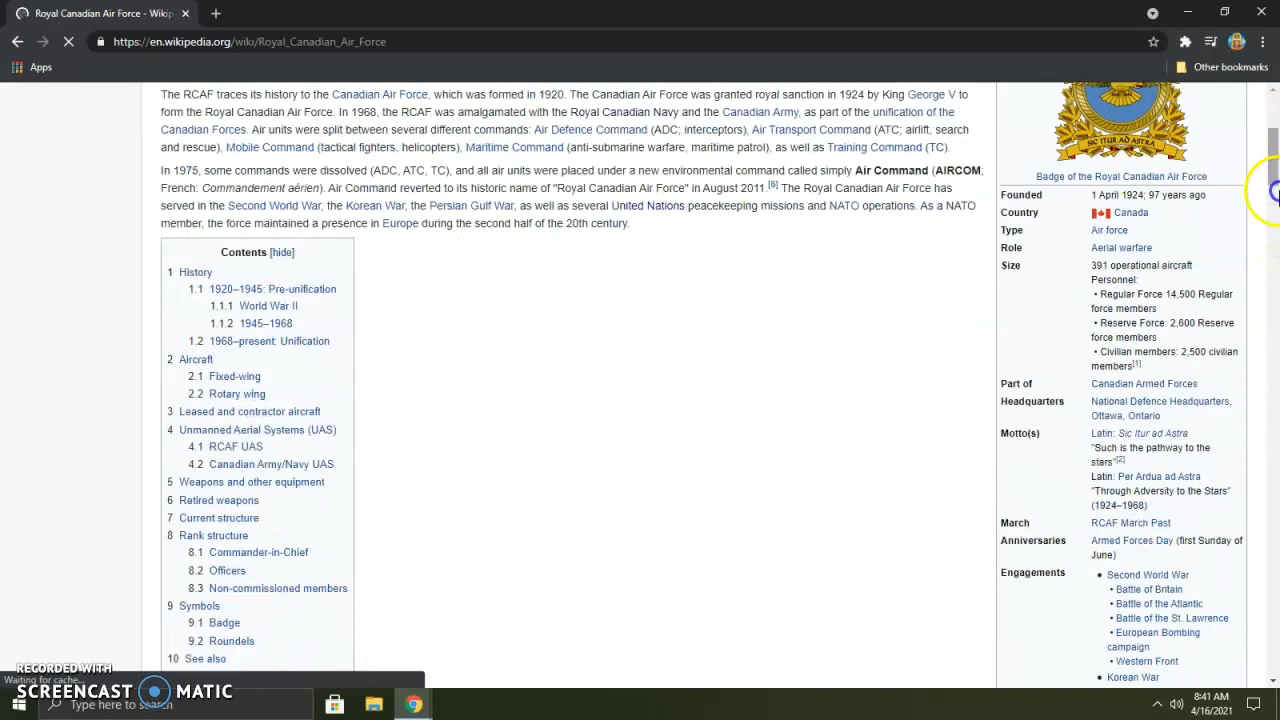 Royal Canadian Air Force - Wikip
https://en.wikipedia.org/wiki/Royal_Canadian_Air_Force
Apps
Other bookmarks
The RCAF traces its history to the Canadian Air Force, which was formed in 1920. The Canadian Air Force was granted royal sanction in 1924 by King George V to
form the Royal Canadian Air Force. In 1968, the RCAF was amalgamated with the Royal Canadian Navy and the Canadian Army, as part of the unification of the
Canadian Forces. Air units were split between several different commands: Air Defence Command (ADC; interceptors), Air Transport Command (ATC; airlift, search
and rescue), Mobile Command (tactical fighters, helicopters), Maritime Command (anti-submarine warfare, maritime patrol), as well as Training Command (TC).
In 1975, some commands were dissolved (ADC, ATC, TC), and all air units were placed under a new environmental command called simply Air Command (AIRCOM;
French: Commandement aérien). Air Command reverted to its historic name of "Royal Canadian Air Force" in August 2011.[6] The Royal Canadian Air Force has
served in the Second World War, the Korean War, the Persian Gulf War, as well as several United Nations peacekeeping missions and NATO operations. As a NATO
member, the force maintained a presence in Europe during the second half of the 20th century.
Contents [hide]
1 History
1.1 1920–1945: Pre-unification
1.1.1 World War II
1.1.2 1945–1968
1.2 1968–present: Unification
2 Aircraft
2.1 Fixed-wing
2.2 Rotary wing
3 Leased and contractor aircraft
4 Unmanned Aerial Systems (UAS)
4.1 RCAF UAS
4.2 Canadian Army/Navy UAS
5 Weapons and other equipment
6 Retired weapons
7 Current structure
8 Rank structure
8.1 Commander-in-Chief
8.2 Officers
8.3 Non-commissioned members
9 Symbols
9.1 Badge
9.2 Roundels
10 See also
SIC ITUR AD ASTRA
Badge of the Royal Canadian Air Force
Founded 1 April 1924; 97 years ago
Country Canada
Type Air force
Role Aerial warfare
Size 391 operational aircraft
Personnel:
• Regular Force 14,500 Regular
force members
• Reserve Force: 2,600 Reserve
force members
• Civilian members: 2,500 civilian
members[1]
Part of Canadian Armed Forces
Headquarters National Defence Headquarters,
Ottawa, Ontario
Motto(s) Latin: Sic Itur ad Astra
"Such is the pathway to the
stars"[2]
Latin: Per Ardua ad Astra
"Through Adversity to the Stars"
(1924–1968)
March RCAF March Past
Anniversaries Armed Forces Day (first Sunday of
June)
Engagements • Second World War
• Battle of Britain
• Battle of the Atlantic
• Battle of the St. Lawrence
• European Bombing
campaign
• Western Front
• Korean War
Waiting for cache...
RECORDED WITH
SCREENCAST MATIC
Type here to search
8:41 AM
4/16/2021